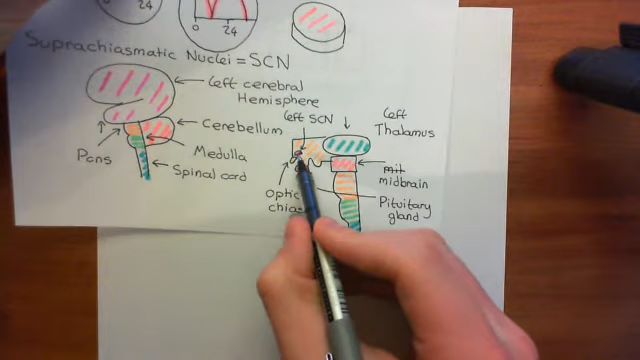 24
0 24
Suprachiasmatic Nuclei = SCN
Left cerebral
Hemisphere
Cerebellum
Medulla
Pons
Spinal cord
Left SCN
Left
Thalamus
midbrain
Pituitary
gland
Optic